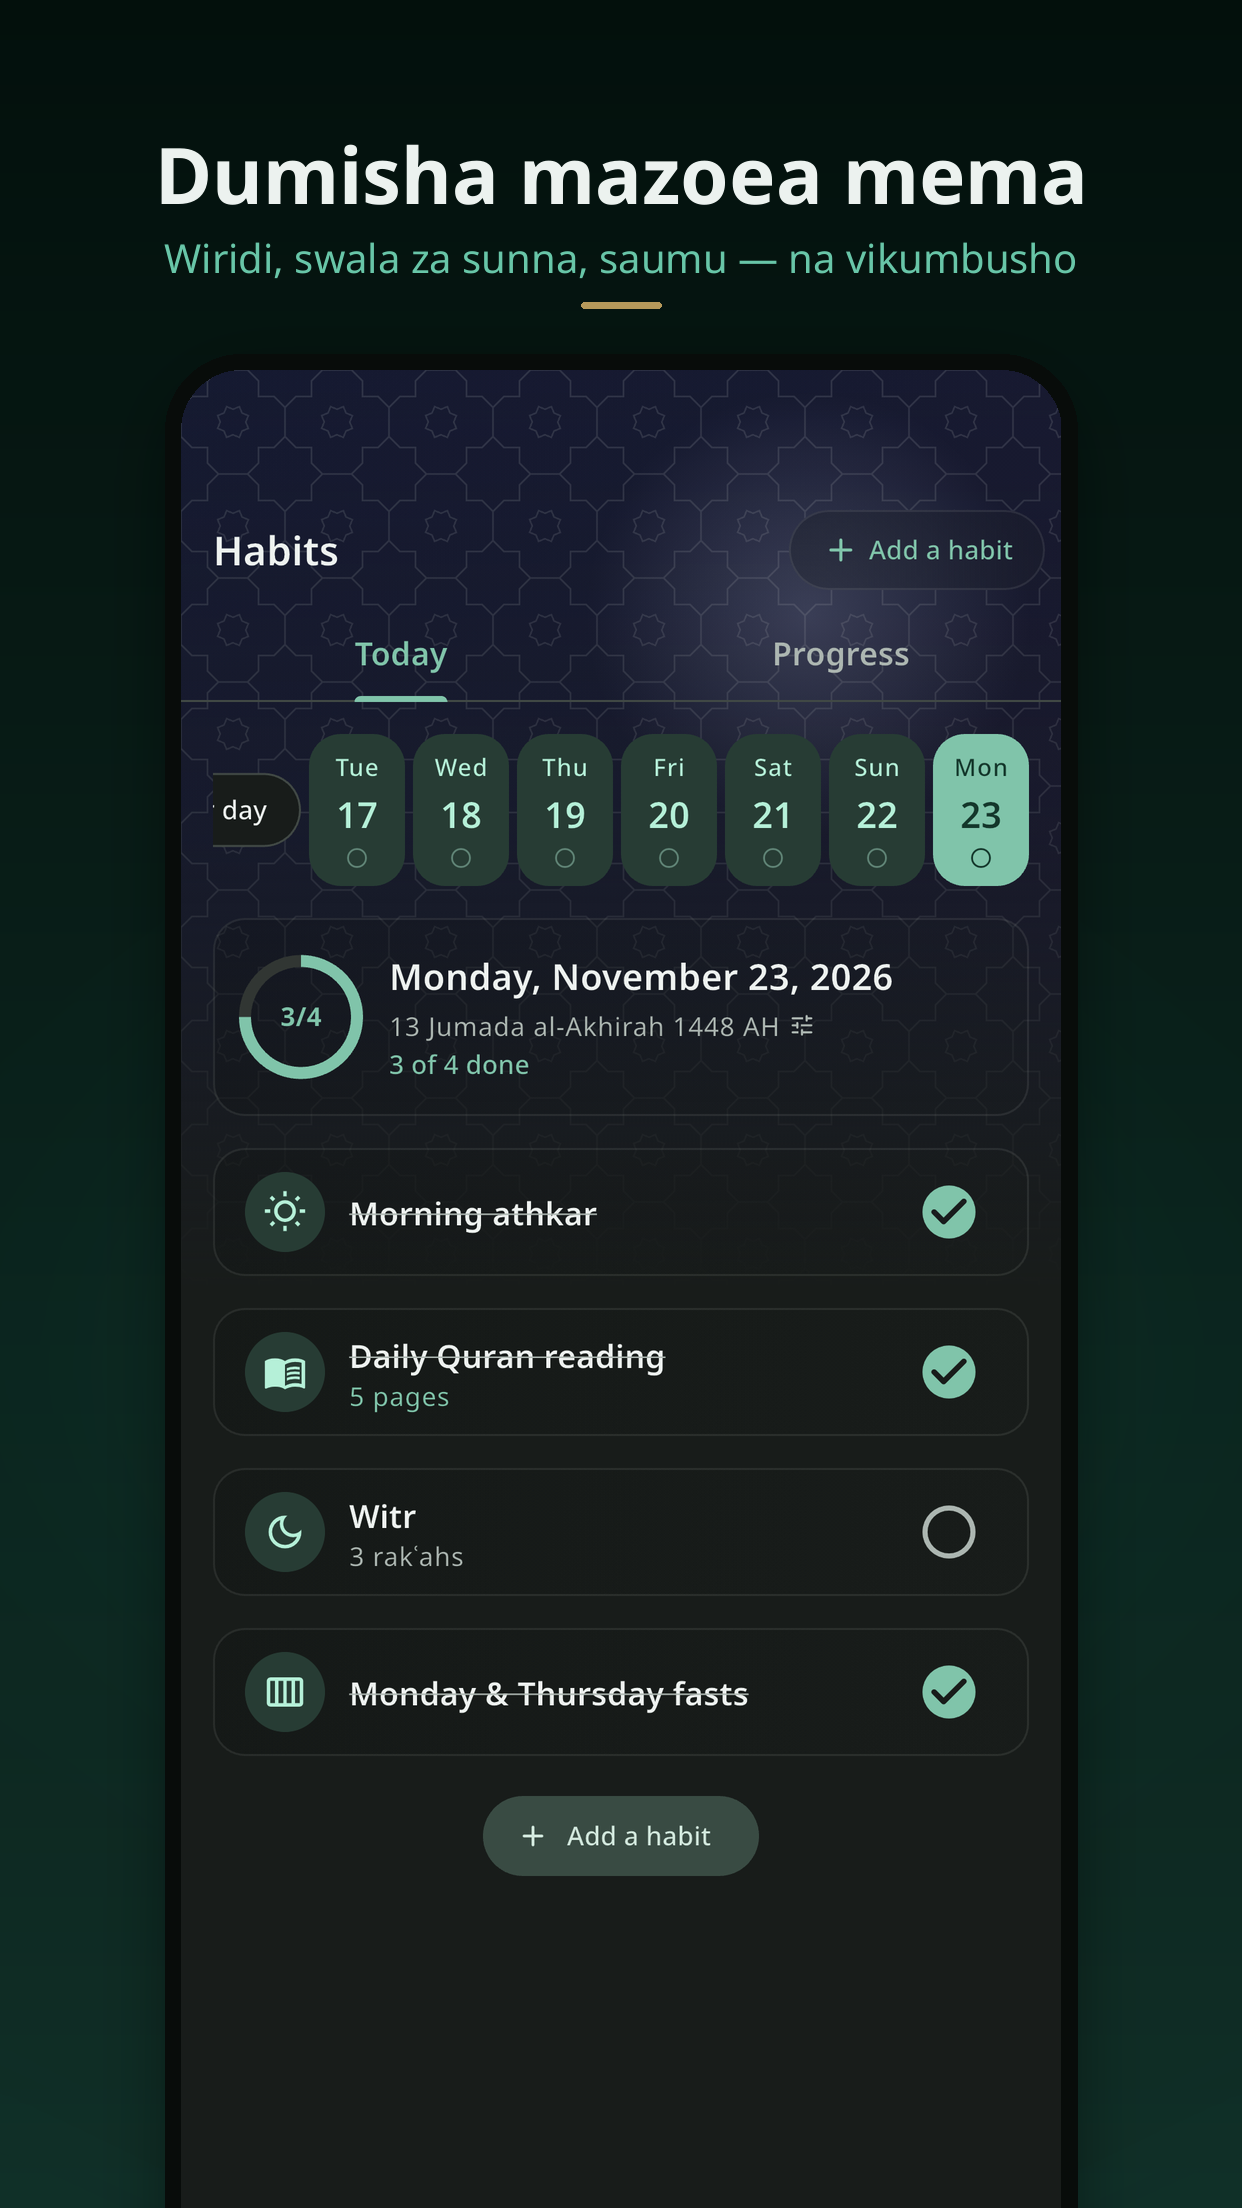 Dumisha mazoea mema
Wiridi, swala za sunna, saumu — na vikumbusho
Habits
+ Add a habit
Today
Progress
day
Tue
17
Wed
18
Thu
19
Fri
20
Sat
21
Sun
22
Mon
23
3/4
Monday, November 23, 2026
13 Jumada al-Akhirah 1448 AH
3 of 4 done
Morning athkar
Daily Quran reading
5 pages
Witr
3 rakʿahs
Monday & Thursday fasts
+ Add a habit